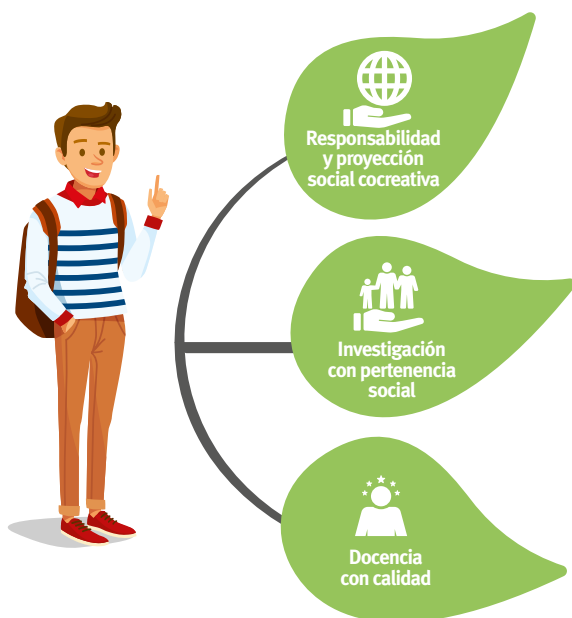 Responsabilidad
y proyección
social cocreativa
Investigación
con pertenencia
social
Docencia
con calidad